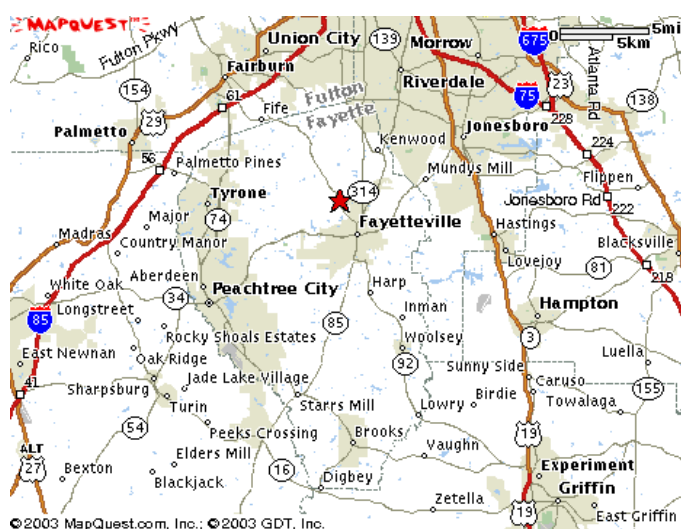 MAPQUEST
Rico
Fulton Pkwy
Union City
139
Morrow
675
0
5mi
5km
Fairburn
Riverdale
75
23
Atlanta Rd
154
61
Fife
Fulton
Fayette
138
29
Palmetto
Kenwood
Jonesboro
228
56
Palmetto Pines
224
Mundys Mill
Flippen
Tyrone
314
Jonesboro Rd
222
74
Major
Fayetteville
Hastings
Madras
Country Manor
Blacksville
Lovejoy
81
218
Aberdeen
White Oak
34
Peachtree City
Harp
Longstreet
Hampton
85
Inman
85
Rocky Shoals Estates
3
Woolsey
East Newnan
Oak Ridge
Luella
92
Sunny Side
41
Sharpsburg
Jade Lake Village
Caruso
155
Birdie
Turin
Starrs Mill
Lowry
Towalaga
54
Peeks Crossing
Brooks
19
ALT
27
Vaughn
Elders Mill
Bexton
16
Experiment
Blackjack
Digbey
Griffin
Zetella
19
East Griffin
©2003 MapQuest.com, Inc.; ©2003 GDT, Inc.